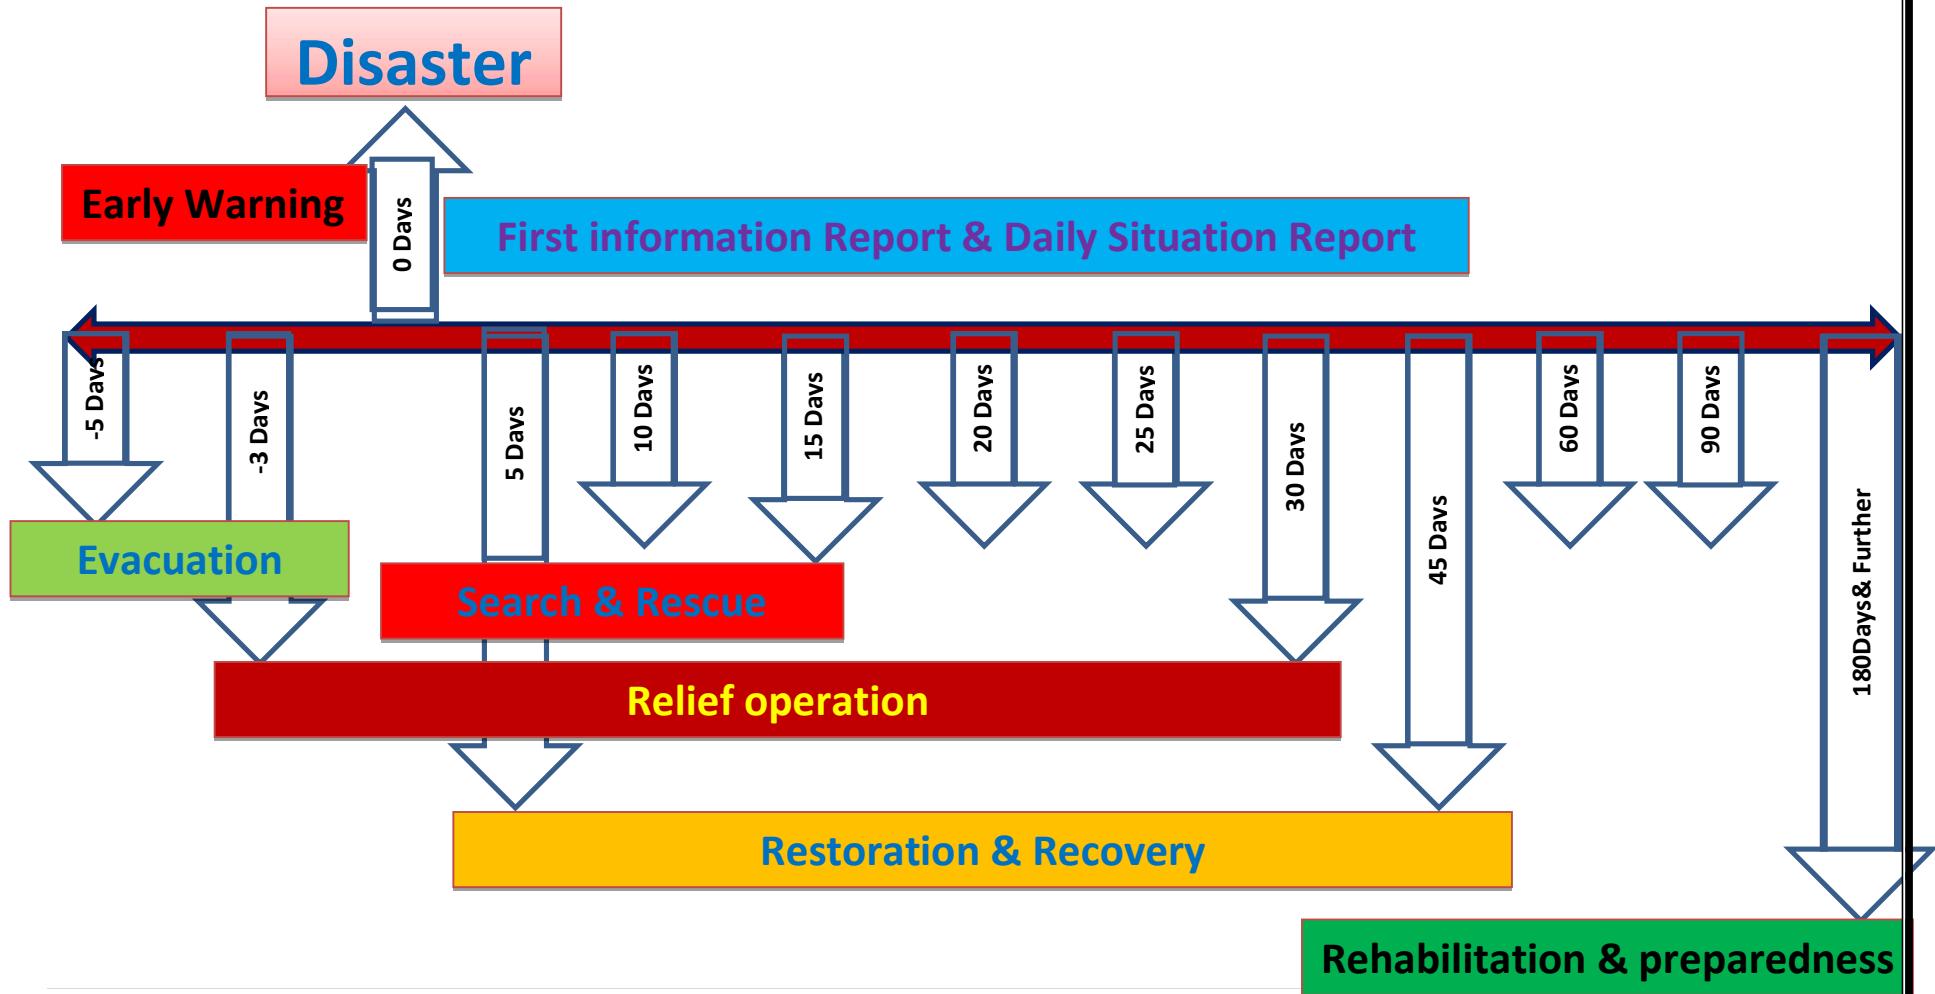 Disaster
Early Warning
0 Days
First information Report & Daily Situation Report
-5 Days
-3 Days
5 Days
10 Days
15 Days
20 Days
25 Days
30 Days
45 Days
60 Days
90 Days
180Days& Further
Evacuation
Search & Rescue
Relief operation
Restoration & Recovery
Rehabilitation & preparedness